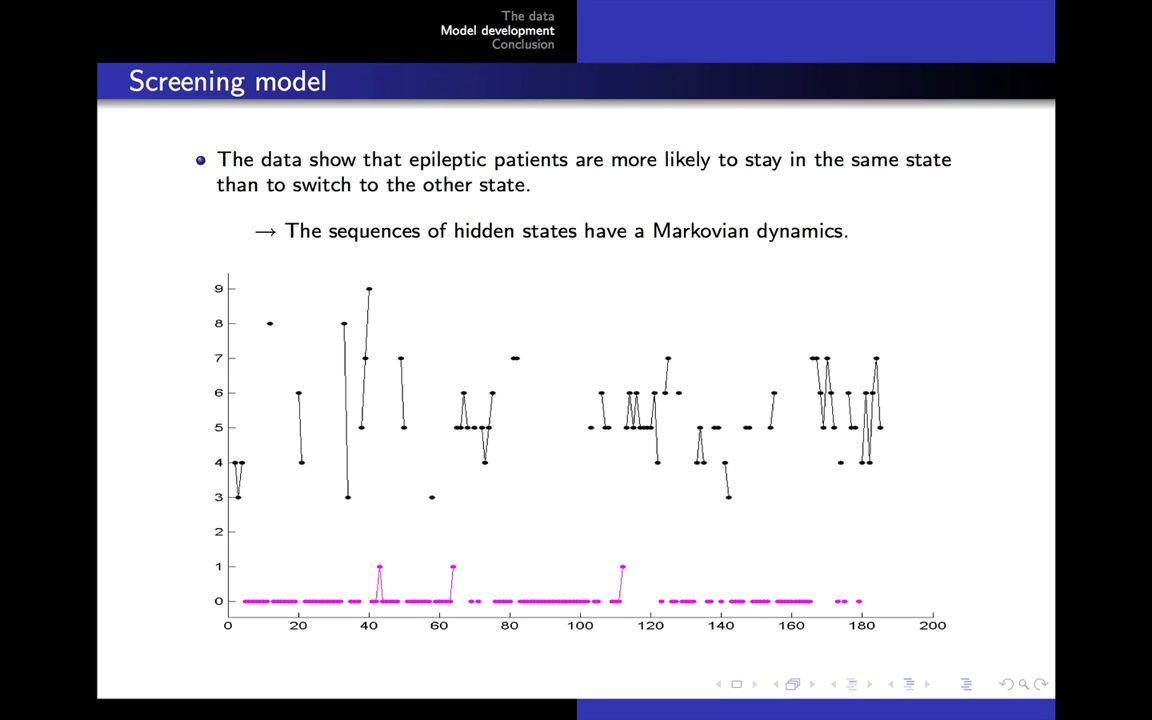 The data
Model development
Conclusion
Screening model
The data show that epileptic patients are more likely to stay in the same state
than to switch to the other state.
→ The sequences of hidden states have a Markovian dynamics.
9
8
7
6
5
4
3
2
1
0
0 20 40 60 80 100 120 140 160 180 200